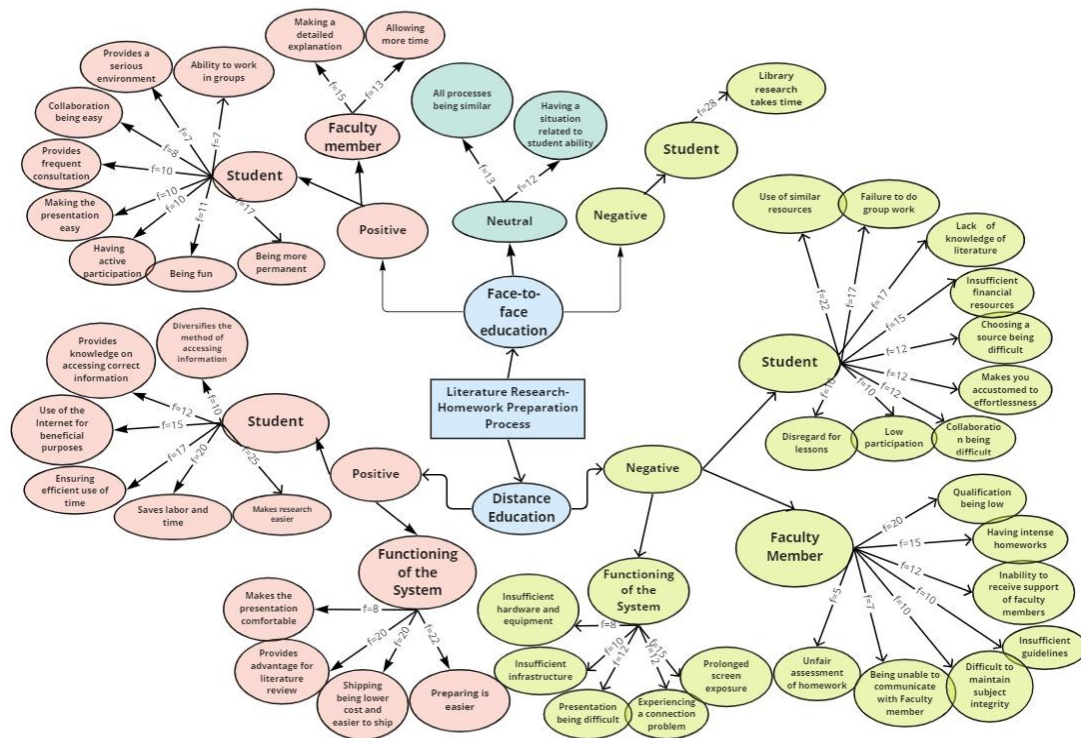 Making a
detailed
explanation
Allowing
more time
f=15
f=13
Faculty
member
Provides a
serious
environment
Ability to work
in groups
Collaboration
being easy
Provides
frequent
consultation
Making the
presentation
easy
Having
active
participation
Being fun
Being more
permanent
f=7
f=7
f=8
f=10
f=10
f=10
f=11
f=17
Student
Positive
All processes
being similar
Having a
situation
related to
student ability
f=13
f=12
Neutral
Library
research
takes time
f=28
Student
Negative
Face-to-
face
education
Literature Research-
Homework Preparation
Process
Distance
Education
Diversifies the
method of
accessing
information
Provides
knowledge on
accessing correct
information
Use of the
Internet for
beneficial
purposes
Ensuring
efficient use of
time
Saves labor and
time
Makes research
easier
f=10
f=12
f=15
f=17
f=20
f=25
Student
Positive
Functioning
of the
System
f=8
f=20
f=20
f=22
Makes the
presentation
comfortable
Provides
advantage for
literature
review
Shipping
being lower
cost and
easier to ship
Preparing is
easier
Negative
Functioning
of the
System
f=8
f=10
f=12
f=12
f=15
Insufficient
hardware and
equipment
Insufficient
infrastructure
Presentation
being difficult
Experiencing
a connection
problem
Prolonged
screen
exposure
Student
Use of similar
resources
Failure to do
group work
Lack of
knowledge of
literature
Insufficient
financial
resources
Choosing a
source being
difficult
Makes you
accustomed to
effortlessness
Collaboratio
n being
difficult
Low
participation
Disregard for
lessons
f=22
f=17
f=17
f=15
f=12
f=12
f=12
f=10
f=10
Faculty
Member
f=20
f=15
f=12
f=10
f=10
f=7
f=5
Qualification
being low
Having intense
homeworks
Inability to
receive support
of faculty
members
Insufficient
guidelines
Difficult to
maintain
subject
integrity
Being unable to
communicate
with Faculty
member
Unfair
assessment
of homework